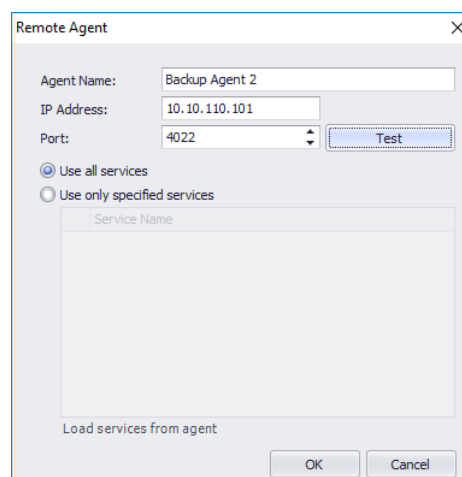 Remote Agent
Agent Name: Backup Agent 2
IP Address: 10.10.110.101
Port: 4022 Test
Use all services
Use only specified services
Service Name
Load services from agent
OK Cancel